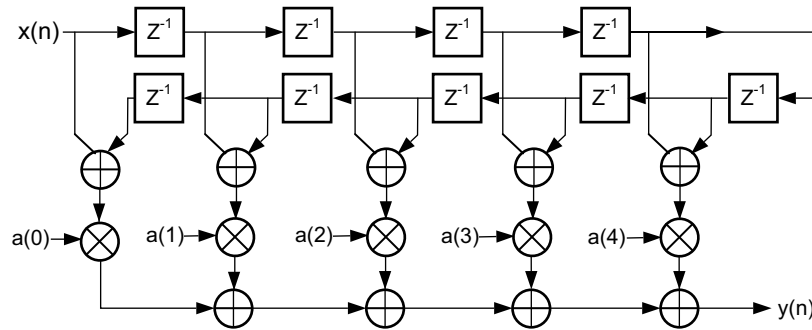 x(n) Z⁻¹ Z⁻¹ Z⁻¹ Z⁻¹
Z⁻¹ Z⁻¹ Z⁻¹ Z⁻¹ Z⁻¹
a(0) a(1) a(2) a(3) a(4)
y(n)